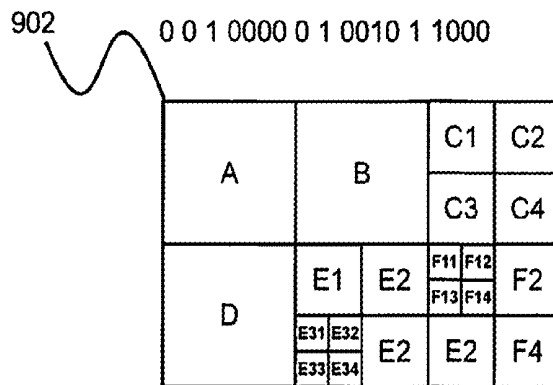 902
0 0 1 0000 0 1 0010 1 1000
A B C1 C2
C3 C4
D E1 E2 F11 F12 F2
F13 F14
E31 E32 E2 E2 F4
E33 E34